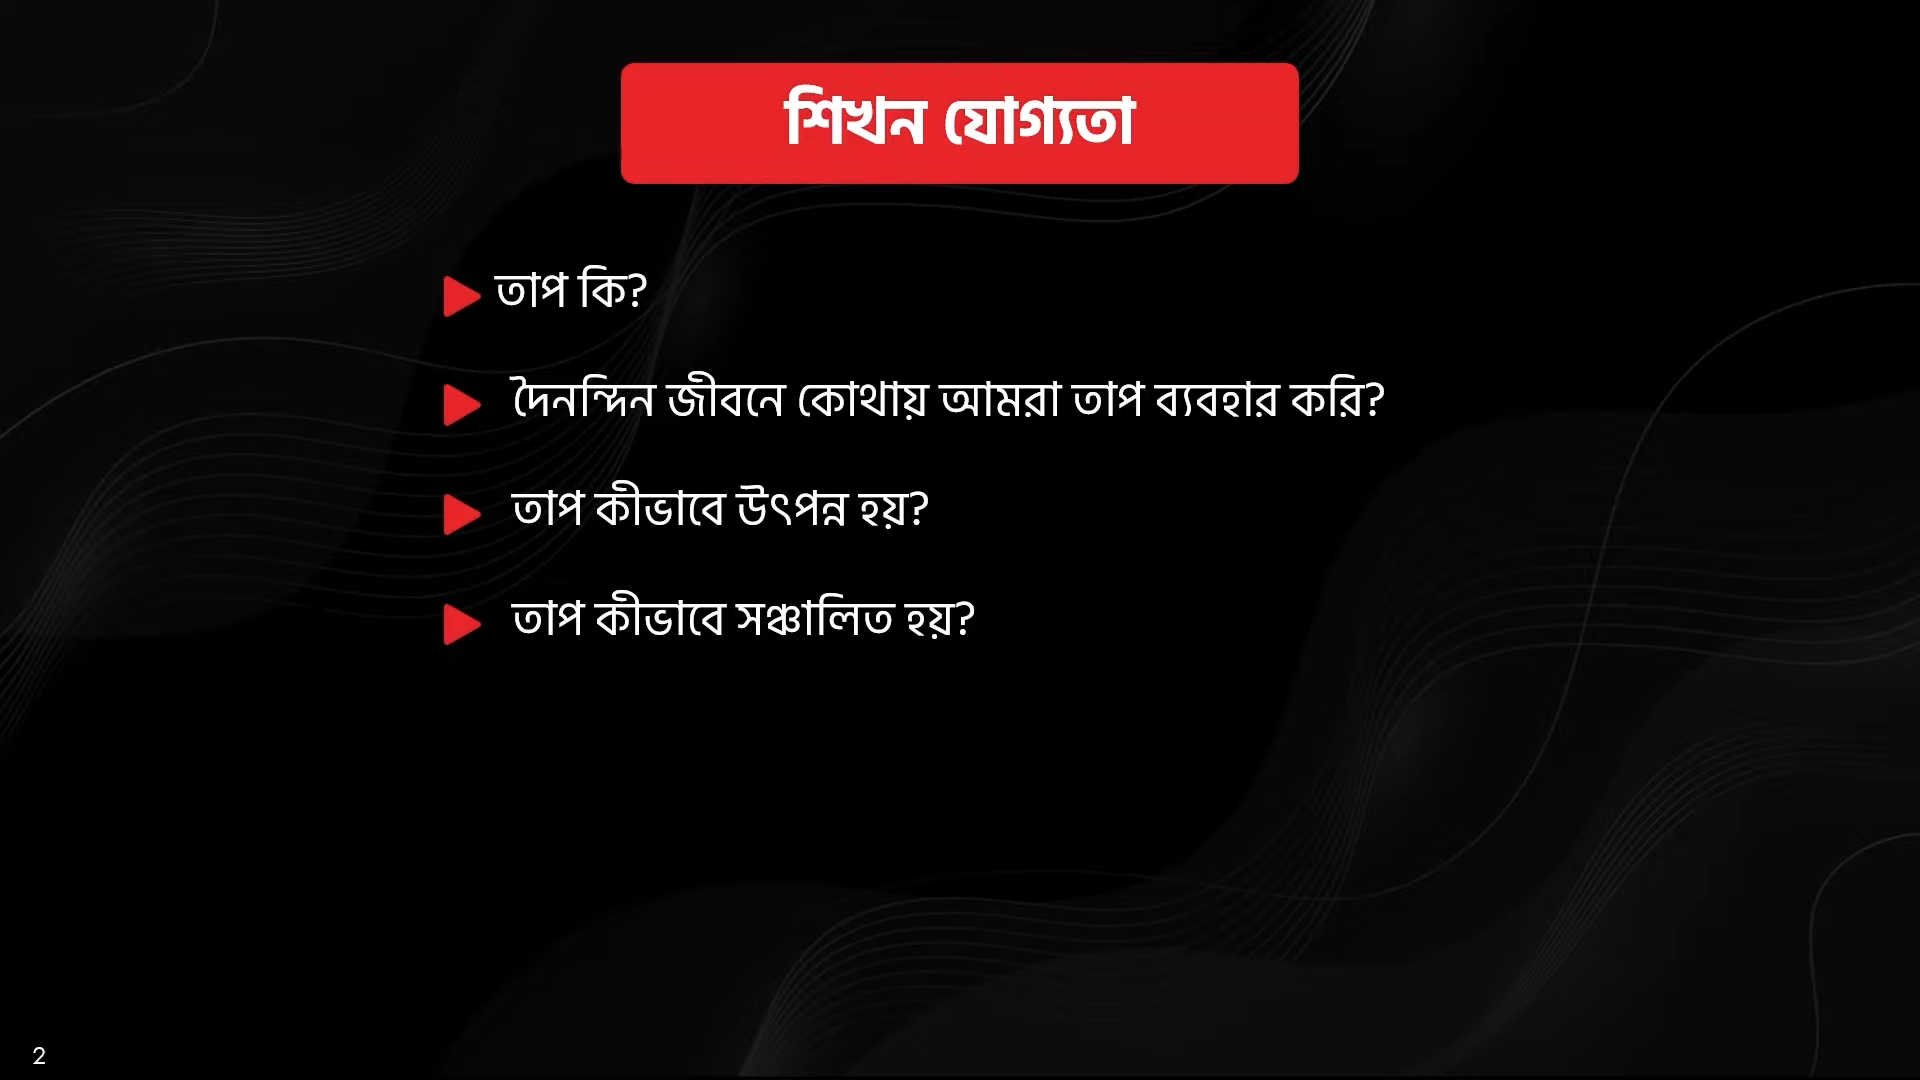 শিখন যোগ্যতা
তাপ কি?
দৈনন্দিন জীবনে কোথায় আমরা তাপ ব্যবহার করি?
তাপ কীভাবে উৎপন্ন হয়?
তাপ কীভাবে সঞ্চালিত হয়?
2